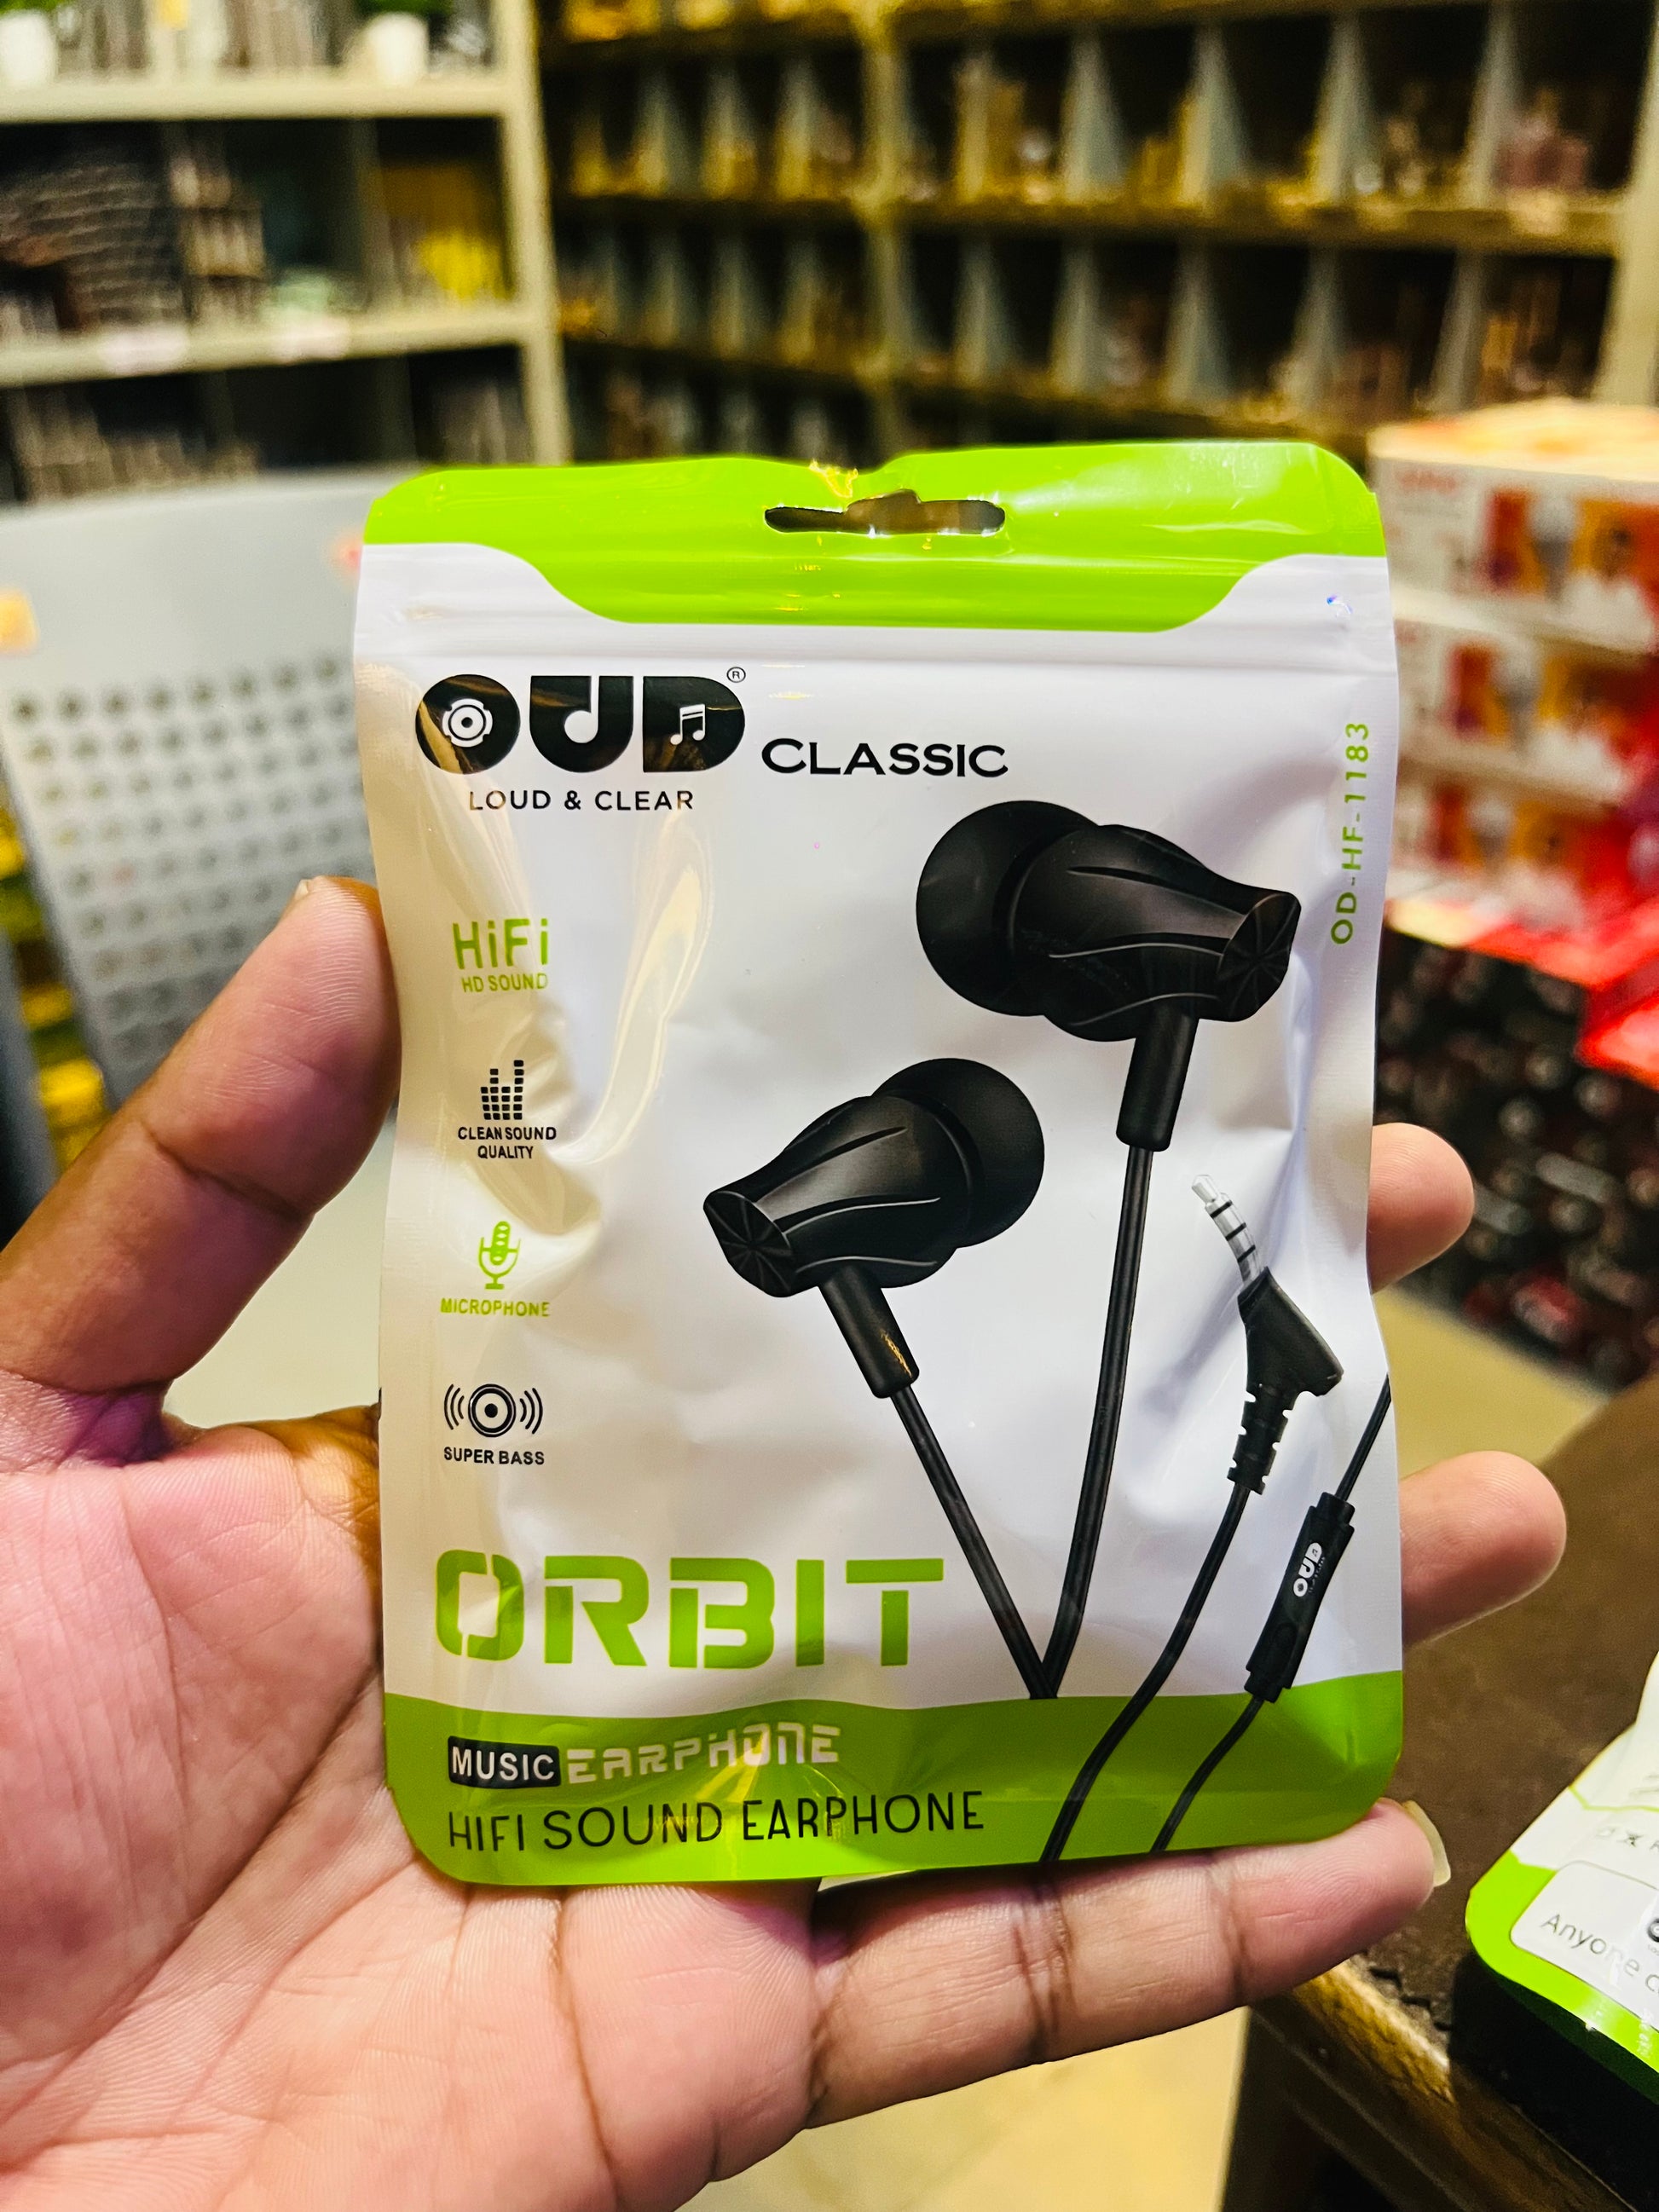 OUD®
CLASSIC
LOUD & CLEAR
OD-HF-1183
HiFi
HD SOUND
CLEAN SOUND
QUALITY
MICROPHONE
SUPER BASS
OUD
ORBIT
MUSIC EARPHONE
HIFI SOUND EARPHONE
Anyone